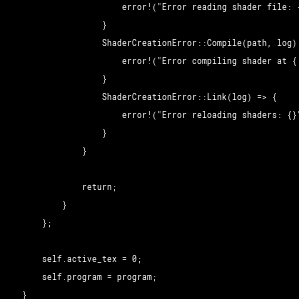 error!("Error reading shader file: {
}
ShaderCreationError::Compile(path, log)
error!("Error compiling shader at {
}
ShaderCreationError::Link(log) => {
error!("Error reloading shaders: {}"
}
}
return;
}
};
self.active_tex = 0;
self.program = program;
}